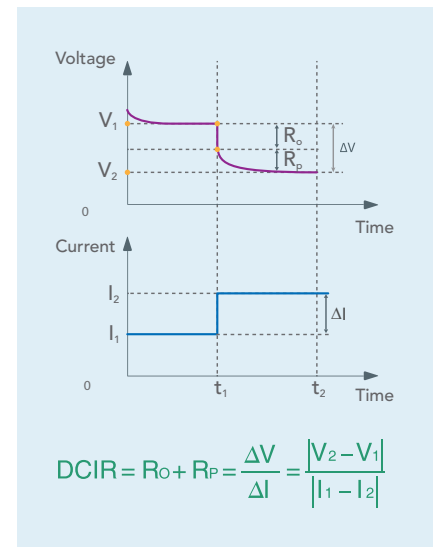 Voltage
V₁
Rₒ
ΔV
Rₚ
V₂
0
Time
Current
I₂
ΔI
I₁
0
t₁
t₂
Time
DCIR = Rₒ + Rₚ = ΔV/ΔI = |V₂ – V₁|/|I₁ – I₂|